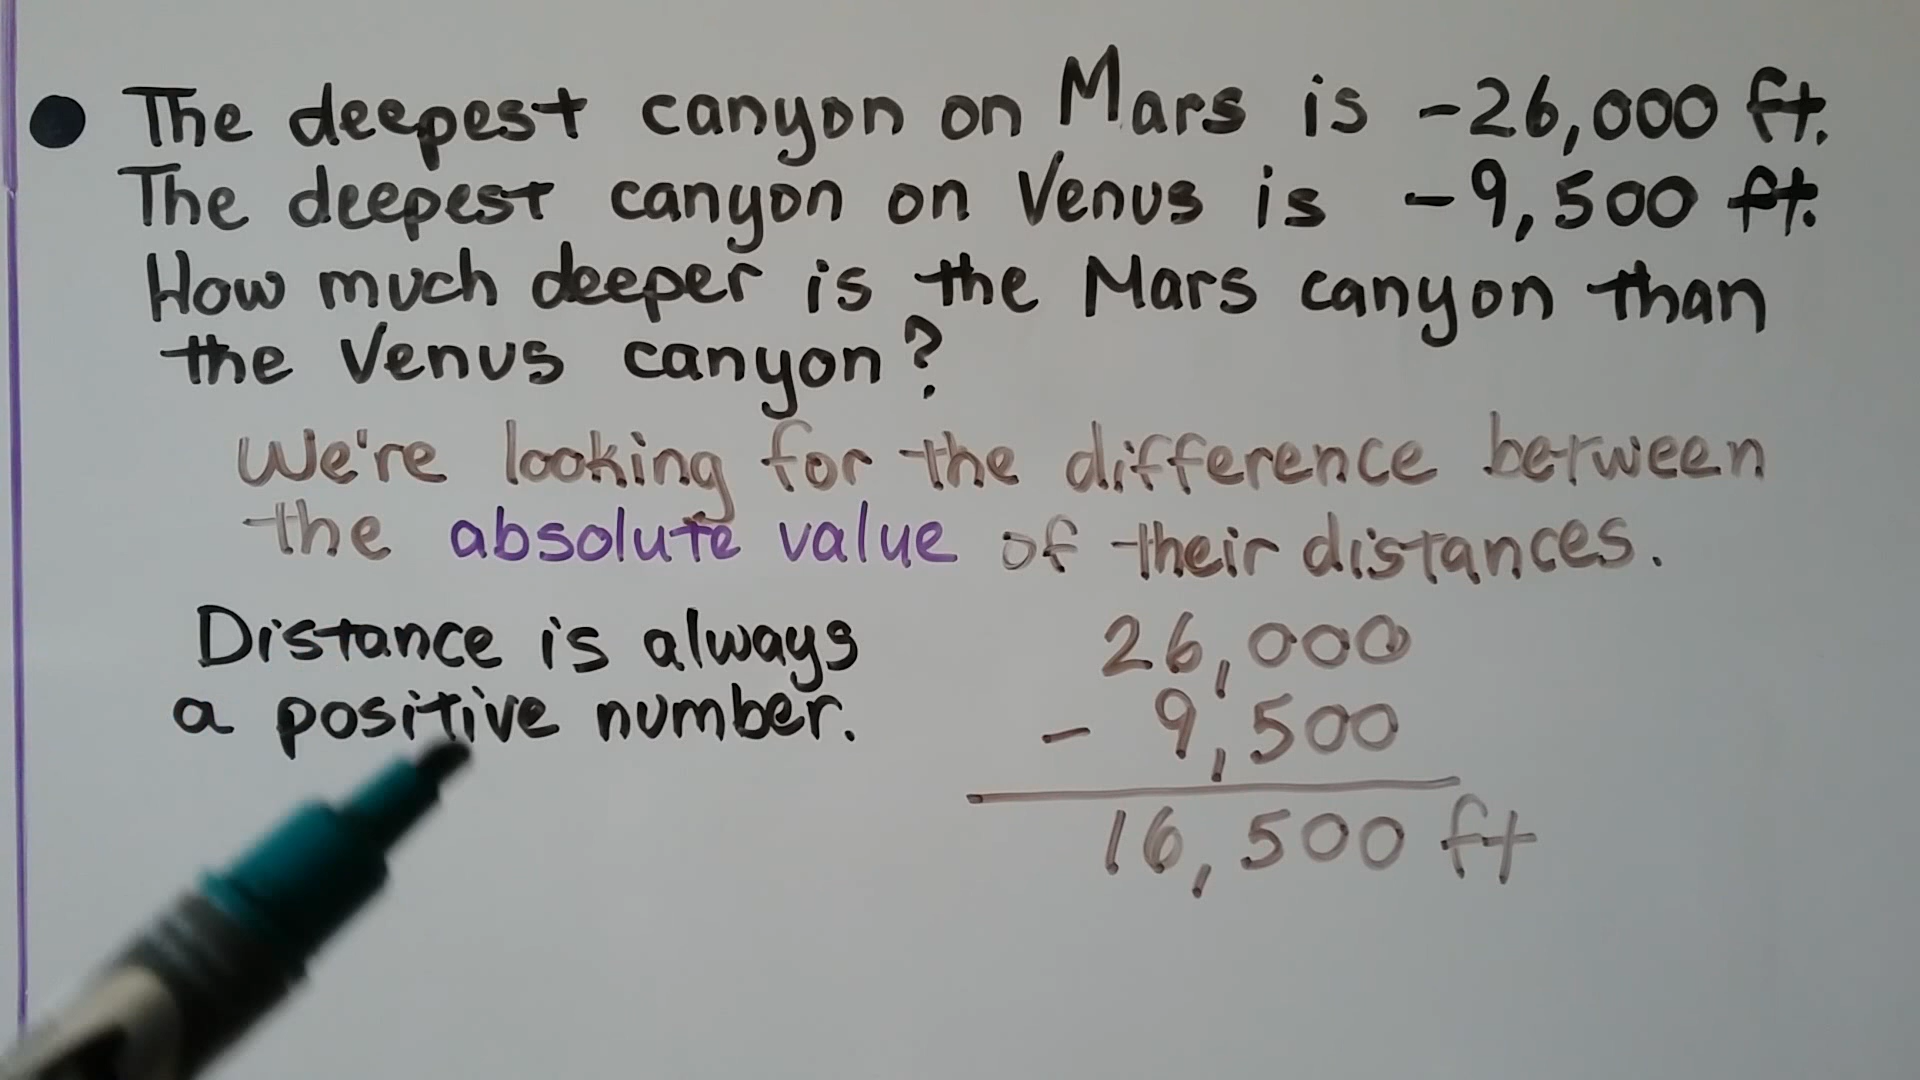 The deepest canyon on Mars is -26,000 ft.
The deepest canyon on Venus is -9,500 ft.
How much deeper is the Mars canyon than
the Venus canyon?
We're looking for the difference between
the absolute value of their distances.
Distance is always
a positive number.
26,000
- 9,500
16,500 ft